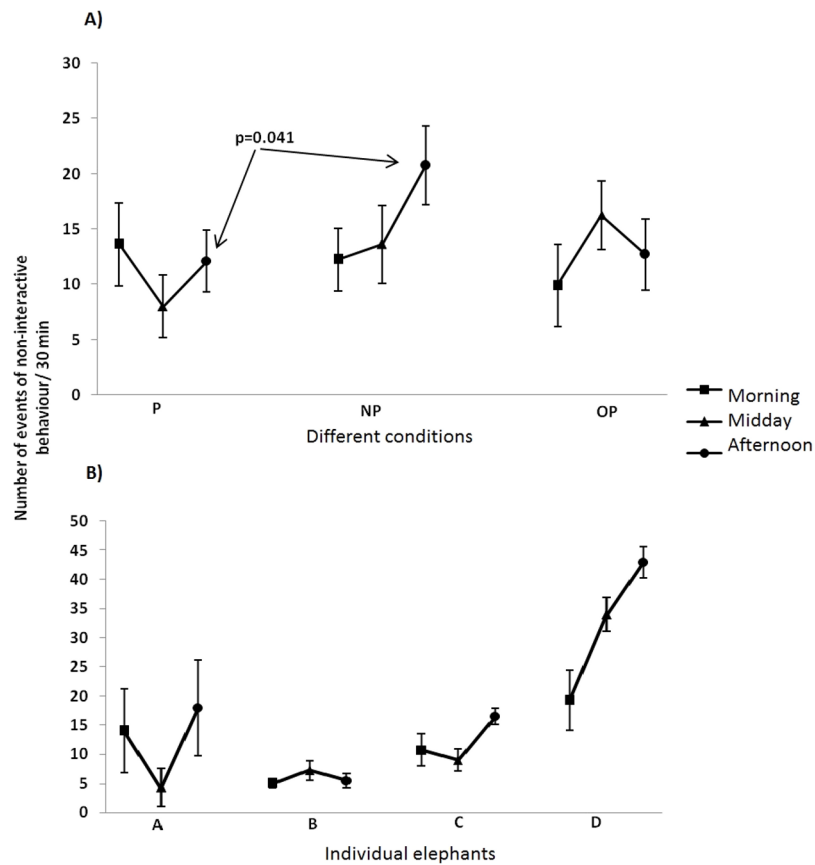 A)
30
25
20
15
10
5
0
p=0.041
P
NP
OP
Different conditions
Number of events of non-interactive
behaviour/ 30 min
Morning
Midday
Afternoon
B)
50
45
40
35
30
25
20
15
10
5
0
A
B
C
D
Individual elephants